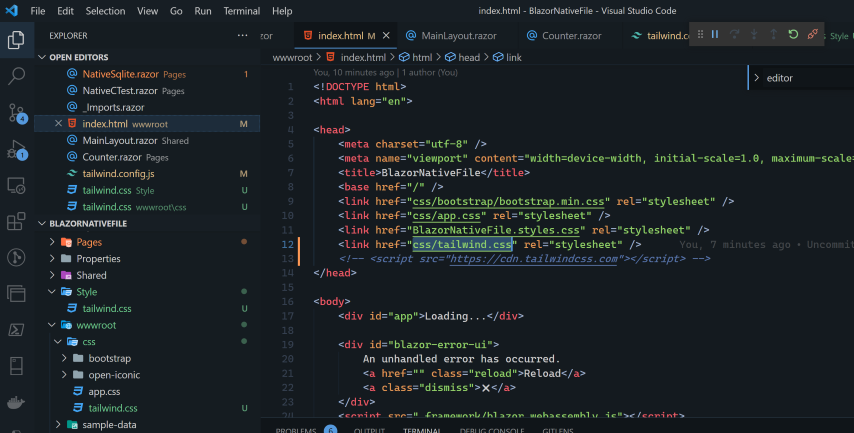 File Edit Selection View Go Run Terminal Help index.html - BlazorNativeFile - Visual Studio Code
EXPLORER ...
OPEN EDITORS
NativeSqlite.razor Pages 1
NativeCTest.razor Pages
_Imports.razor
index.html wwwroot M
MainLayout.razor Shared
Counter.razor Pages
tailwind.config.js M
tailwind.css Style U
tailwind.css wwwroot\css U
BLAZORNATIVEFILE
Pages
Properties
Shared
Style
tailwind.css U
wwwroot
css
bootstrap
open-iconic
app.css
tailwind.css U
sample-data
4
1
zor index.html M MainLayout.razor Counter.razor tailwind.co Style U
wwwroot > index.html > html > head > link
You, 10 minutes ago | 1 author (You)
editor
1 <!DOCTYPE html>
2 <html lang="en">
3
4 <head>
5 <meta charset="utf-8" />
6 <meta name="viewport" content="width=device-width, initial-scale=1.0, maximum-scale=
7 <title>BlazorNativeFile</title>
8 <base href="/" />
9 <link href="css/bootstrap/bootstrap.min.css" rel="stylesheet" />
10 <link href="css/app.css" rel="stylesheet" />
11 <link href="BlazorNativeFile.styles.css" rel="stylesheet" />
12 <link href="css/tailwind.css" rel="stylesheet" /> You, 7 minutes ago • Uncommit
13 <!-- <script src="https://cdn.tailwindcss.com"></script> -->
14 </head>
15
16 <body>
17 <div id="app">Loading...</div>
18
19 <div id="blazor-error-ui">
20 An unhandled error has occurred.
21 <a href="" class="reload">Reload</a>
22 <a class="dismiss">🗙</a>
23 </div>
24 <script src="_framework/blazor.webassembly.js"></script>
PROBLEMS 6 OUTPUT TERMINAL DEBUG CONSOLE GITLENS